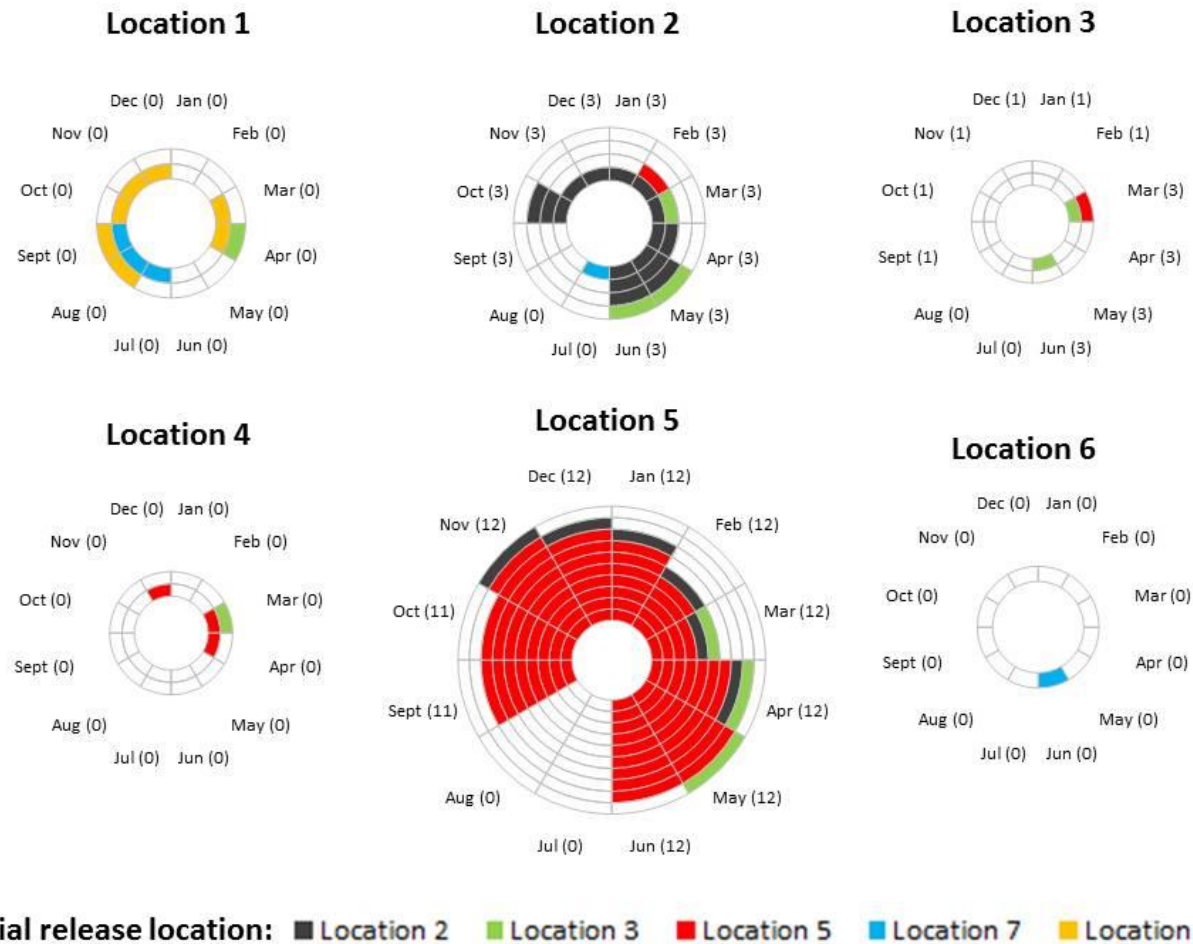 Location 1
Location 2
Location 3
Dec (0) Jan (0)
Nov (0) Feb (0)
Oct (0) Mar (0)
Sept (0) Apr (0)
Aug (0) May (0)
Jul (0) Jun (0)
Dec (3) Jan (3)
Nov (3) Feb (3)
Oct (3) Mar (3)
Sept (3) Apr (3)
Aug (0) May (3)
Jul (0) Jun (3)
Dec (1) Jan (1)
Nov (1) Feb (1)
Oct (1) Mar (3)
Sept (1) Apr (3)
Aug (0) May (3)
Jul (0) Jun (3)
Location 4
Location 5
Location 6
Dec (0) Jan (0)
Nov (0) Feb (0)
Oct (0) Mar (0)
Sept (0) Apr (0)
Aug (0) May (0)
Jul (0) Jun (0)
Dec (12) Jan (12)
Nov (12) Feb (12)
Oct (11) Mar (12)
Sept (11) Apr (12)
Aug (0) May (12)
Jul (0) Jun (12)
Dec (0) Jan (0)
Nov (0) Feb (0)
Oct (0) Mar (0)
Sept (0) Apr (0)
Aug (0) May (0)
Jul (0) Jun (0)
ial release location: Location 2 Location 3 Location 5 Location 7 Location